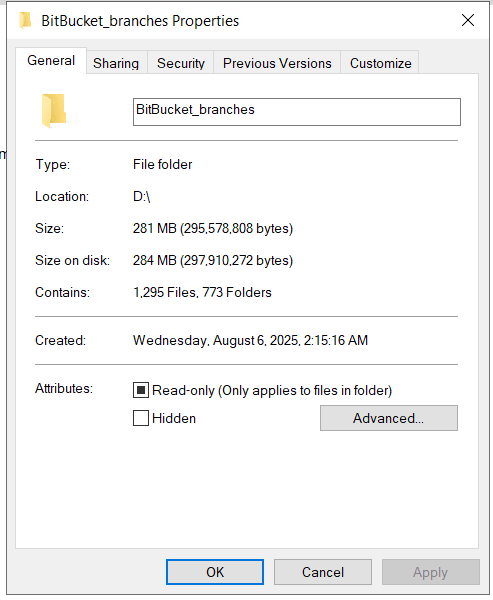 BitBucket_branches Properties
General Sharing Security Previous Versions Customize
BitBucket_branches
Type: File folder
Location: D:\
Size: 281 MB (295,578,808 bytes)
Size on disk: 284 MB (297,910,272 bytes)
Contains: 1,295 Files, 773 Folders
Created: Wednesday, August 6, 2025, 2:15:16 AM
Attributes: Read-only (Only applies to files in folder)
Hidden Advanced...
OK Cancel Apply